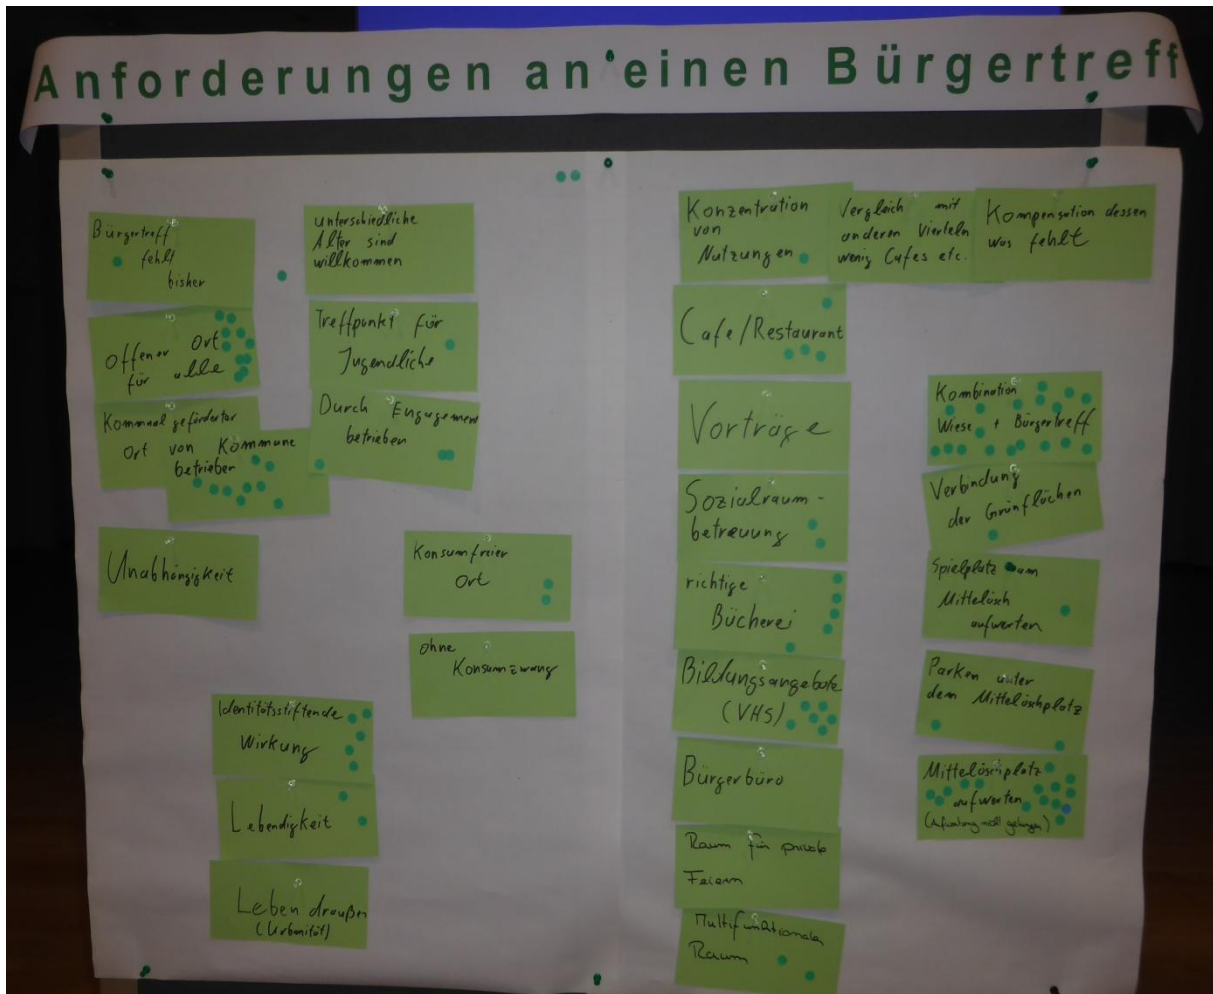 Anforderungen an einen Bürgertreff
Bürgertreff
fehlt
bisher
unterschiedliche
Alter sind
willkommen
Offener Ort
für alle
Treffpunkt für
Jugendliche
Kommunal geförderter
Ort von Kommune
betrieben
Durch Engagement
betrieben
Unabhängigkeit
Konsumfreier
Ort
ohne
Konsumzwang
Identitätsstiftende
Wirkung
Lebendigkeit
Leben draußen
(Urbanität)
Konzentration
von
Nutzungen
Vergleich mit
anderen Vierteln
wenig Cafes etc.
Kompensation dessen
was fehlt
Cafe/Restaurant
Vorträge
Sozialraum-
betreuung
richtige
Bücherei
Bildungsangebote
(VHS)
Bürgerbüro
Raum für private
Feiern
Multifunktionaler
Raum
Kombination
Wiese + Bürgertreff
Verbindung
der Grünflächen
Spielplatz am
Mittelösch
aufwerten
Parken unter
dem Mittelöschplatz
Mittelöschplatz
aufwerten
(Aufwertung nicht gelungen)